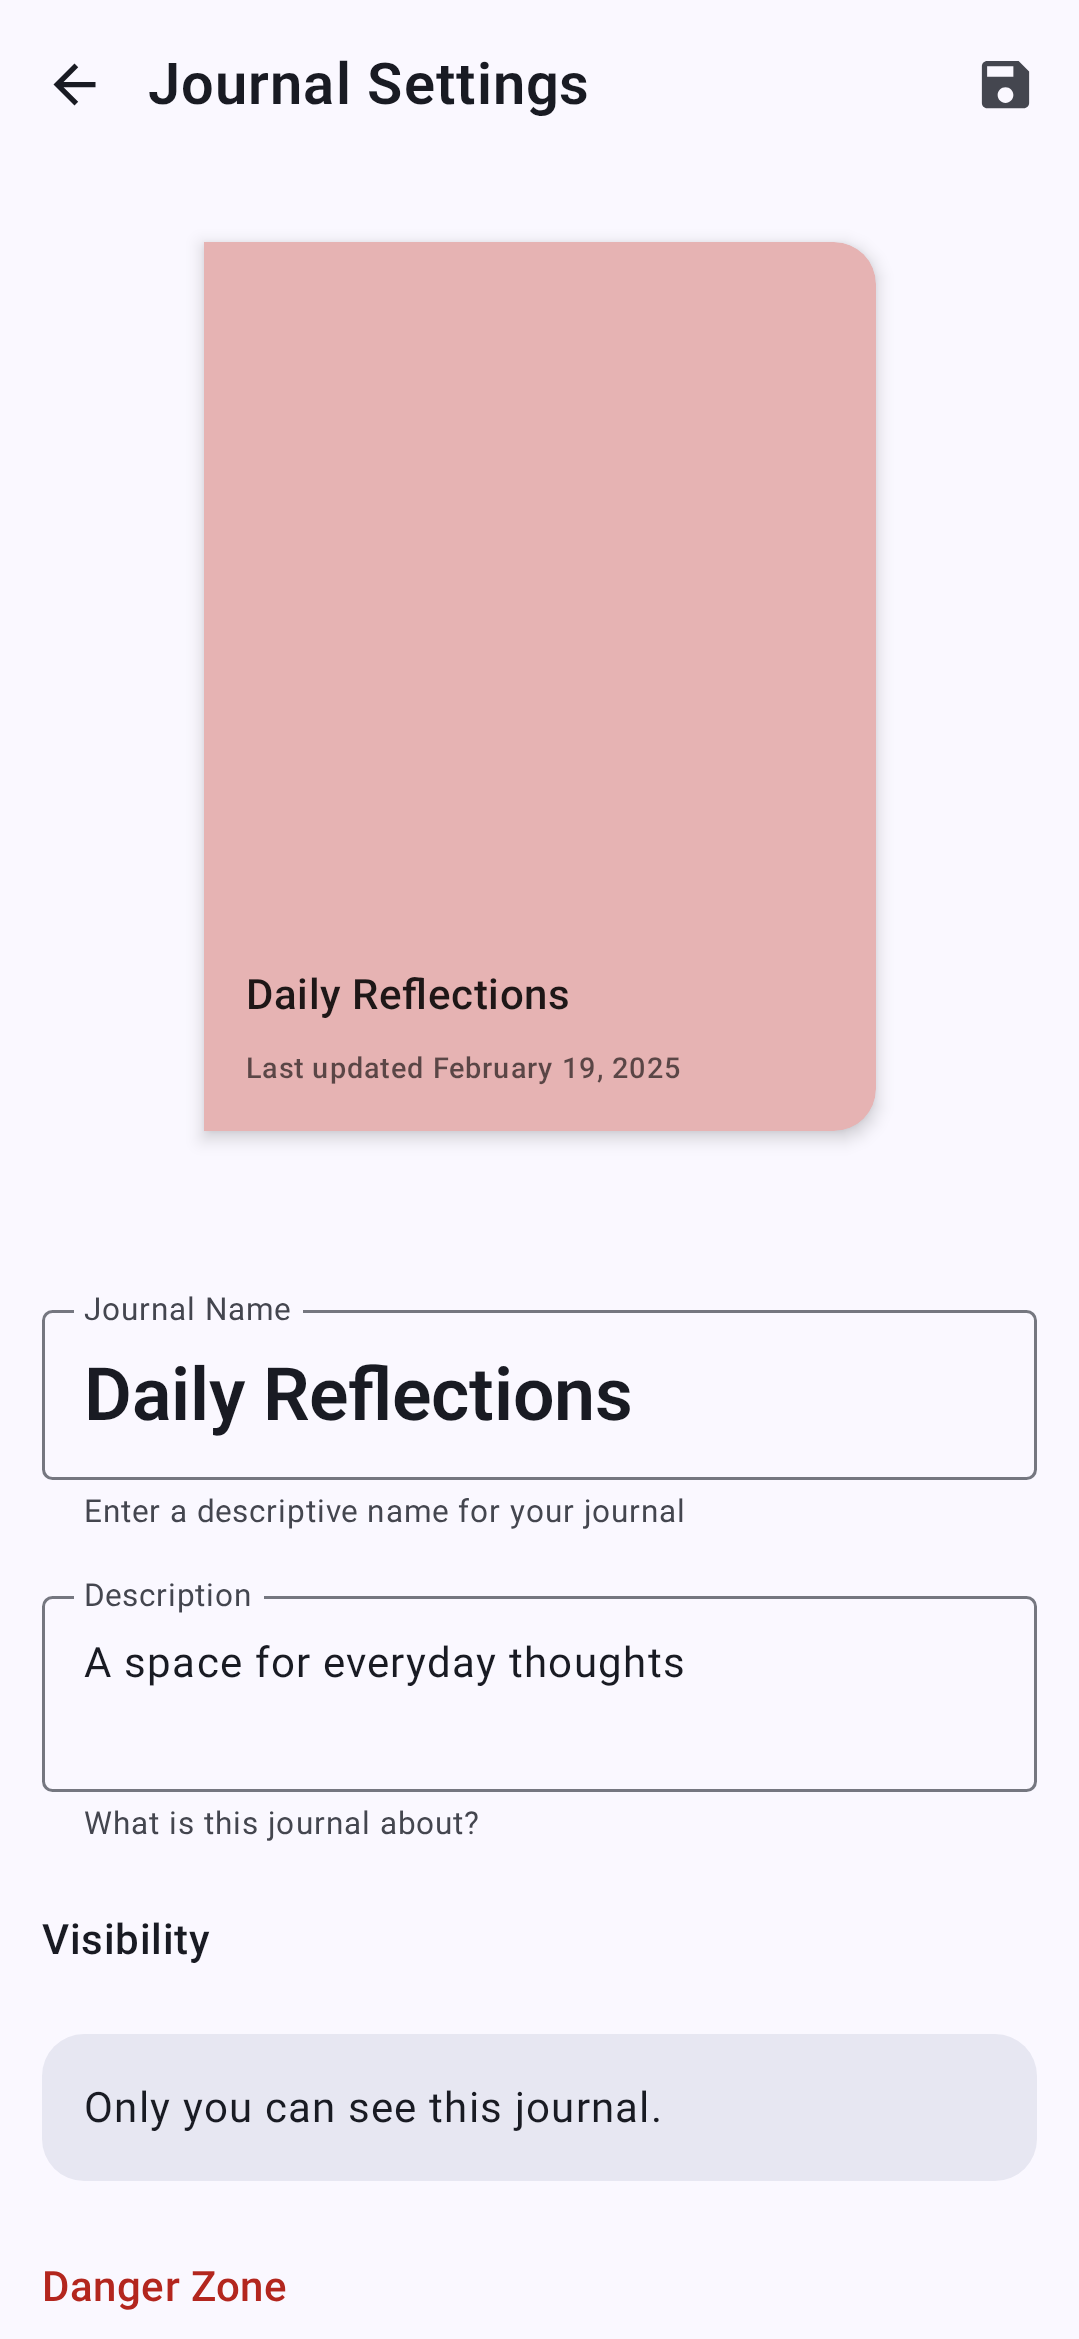 Journal Settings
Daily Reflections
Last updated February 19, 2025
Journal Name
Daily Reflections
Enter a descriptive name for your journal
Description
A space for everyday thoughts
What is this journal about?
Visibility
Only you can see this journal.
Danger Zone